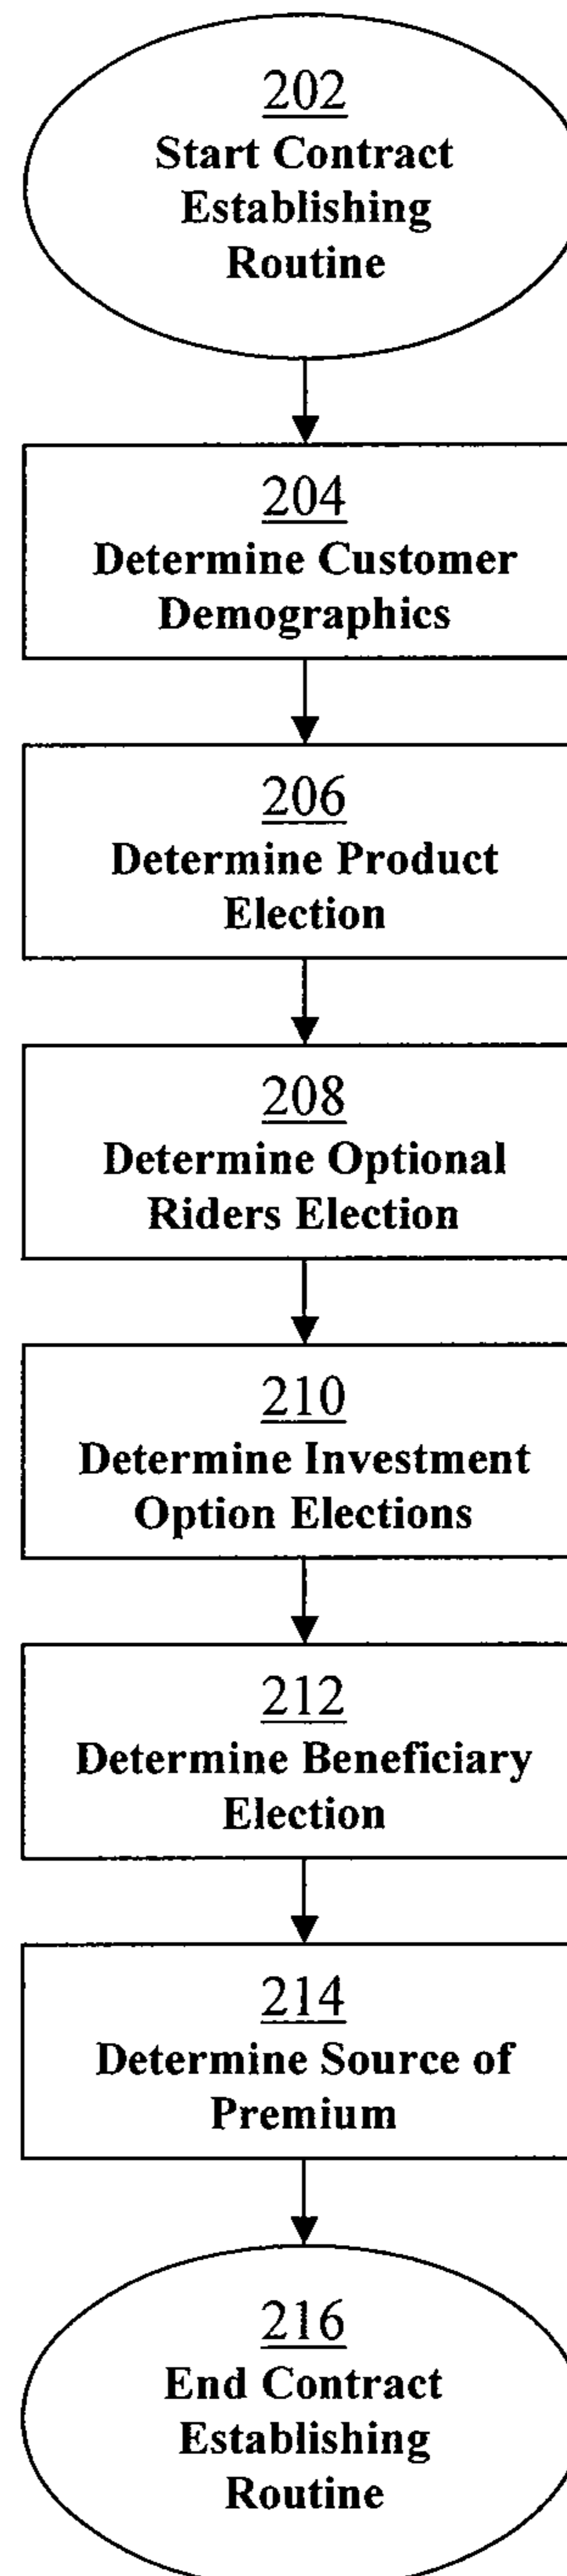 202
Start Contract
Establishing
Routine
204
Determine Customer
Demographics
206
Determine Product
Election
208
Determine Optional
Riders Election
210
Determine Investment
Option Elections
212
Determine Beneficiary
Election
214
Determine Source of
Premium
216
End Contract
Establishing
Routine